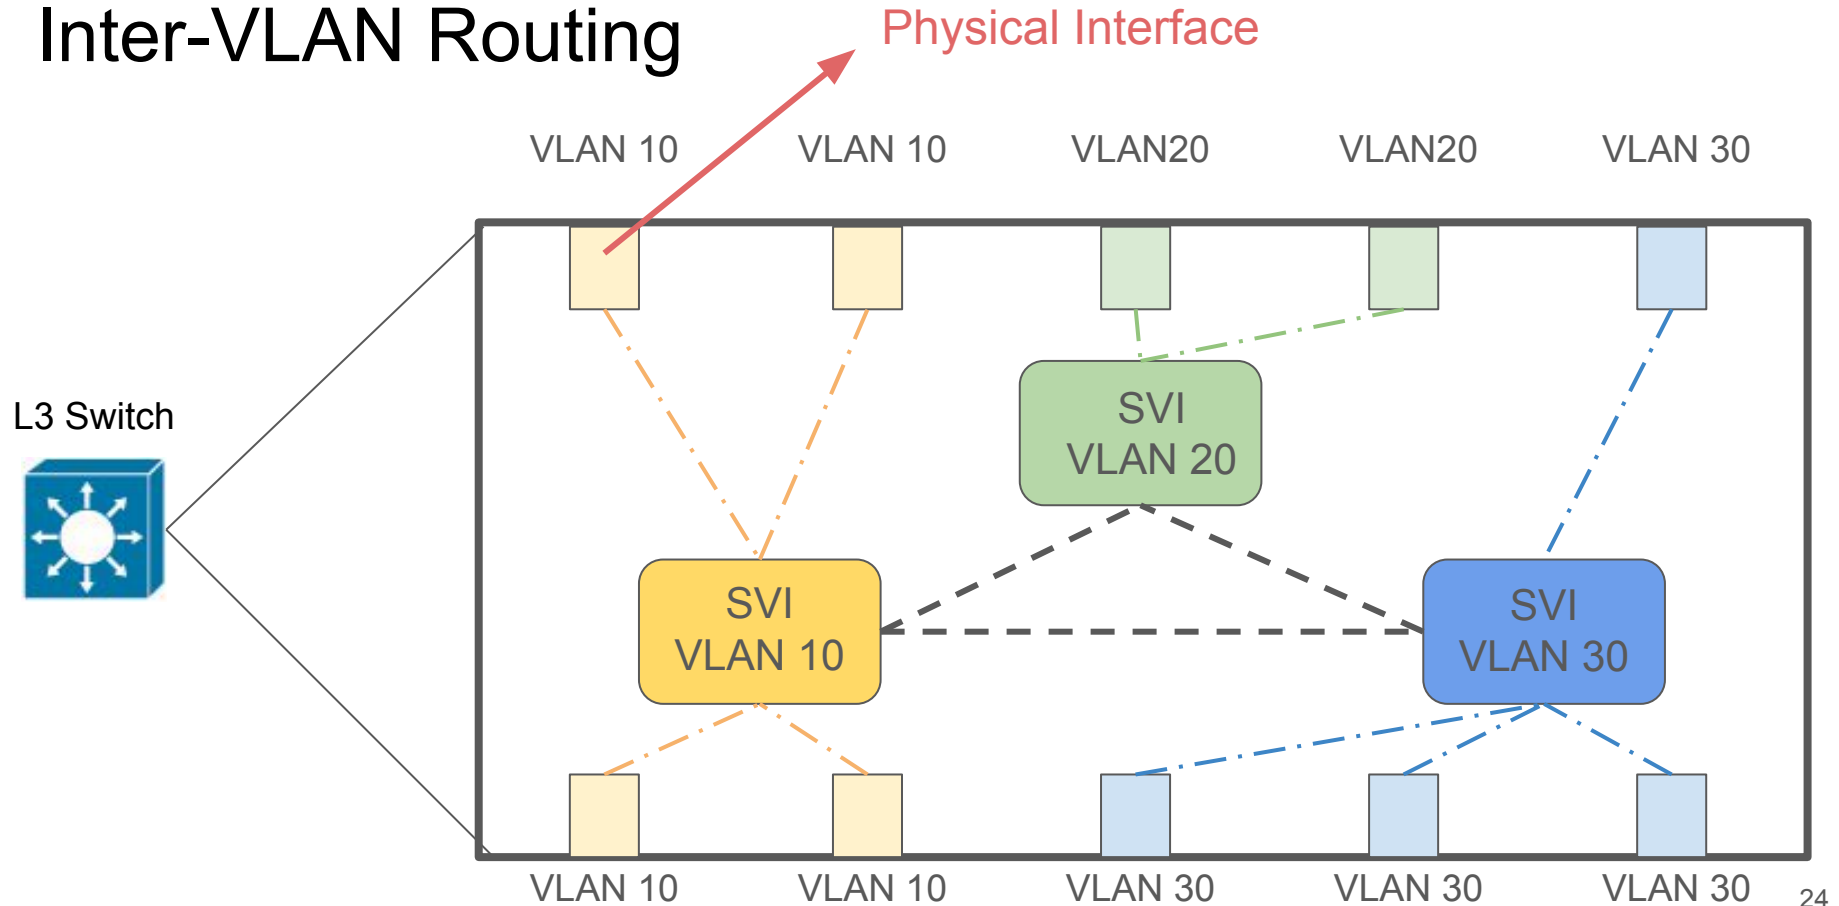 Inter-VLAN Routing
Physical Interface
VLAN 10
VLAN 10
VLAN20
VLAN20
VLAN 30
L3 Switch
SVI
VLAN 20
SVI
VLAN 10
SVI
VLAN 30
VLAN 10
VLAN 10
VLAN 30
VLAN 30
VLAN 30
24